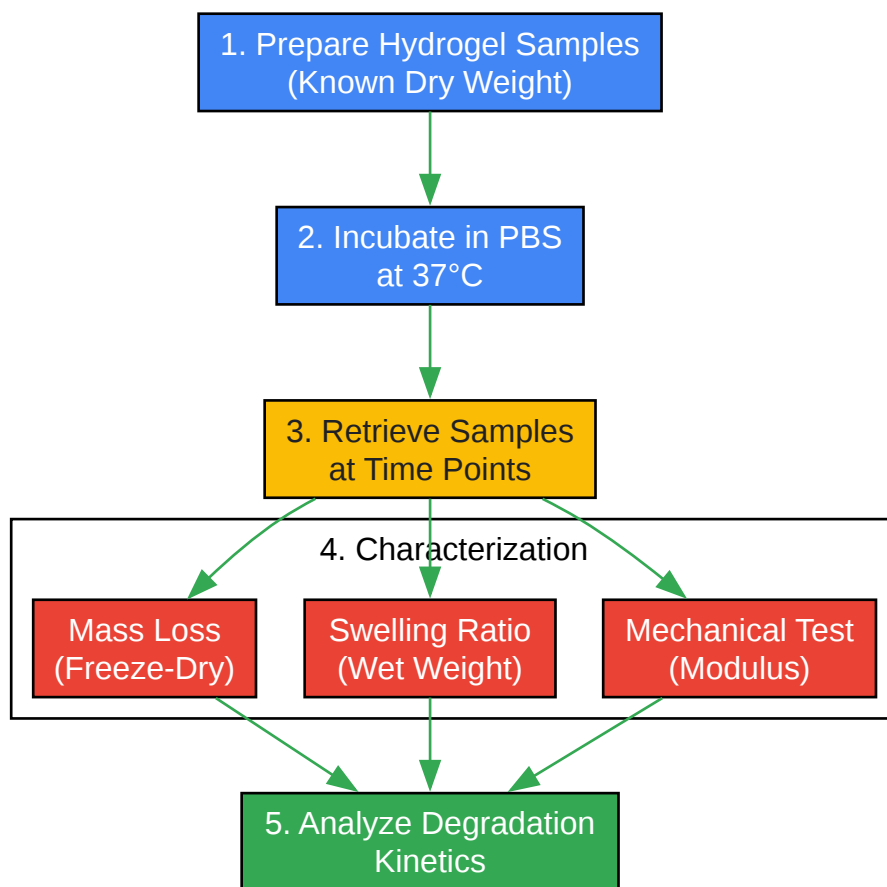 1. Prepare Hydrogel Samples
(Known Dry Weight)
2. Incubate in PBS
at 37°C
3. Retrieve Samples
at Time Points
4. Characterization
Mass Loss
(Freeze-Dry)
Swelling Ratio
(Wet Weight)
Mechanical Test
(Modulus)
5. Analyze Degradation
Kinetics